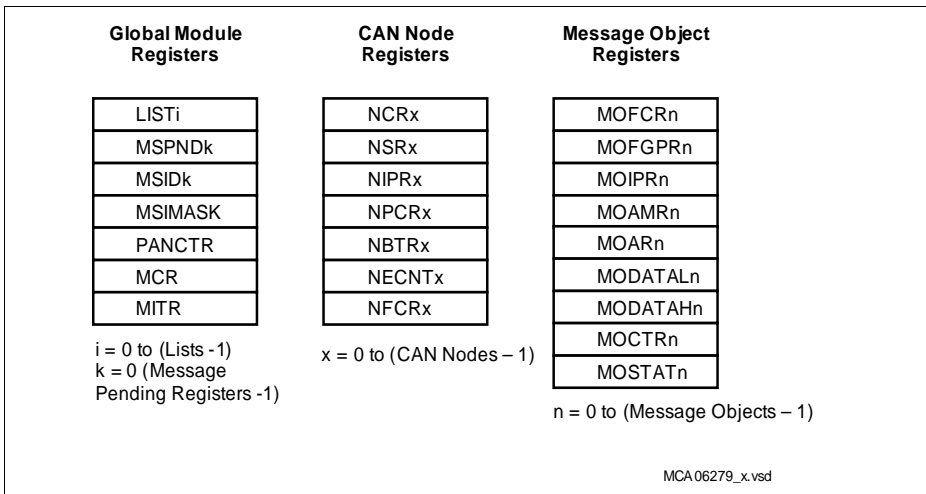 Global Module
Registers
LISTi
MSPNDk
MSIDk
MSIMASK
PANCTR
MCR
MITR
i = 0 to (Lists -1)
k = 0 (Message
Pending Registers -1)
CAN Node
Registers
NCRx
NSRx
NIPRx
NPCRx
NBTRx
NECNTx
NFCRx
x = 0 to (CAN Nodes – 1)
Message Object
Registers
MOFCRn
MOFGPRn
MOIPRn
MOAMRn
MOARn
MODATALn
MODATAHn
MOCTRn
MOSTATn
n = 0 to (Message Objects – 1)
MCA06279_x.vsd